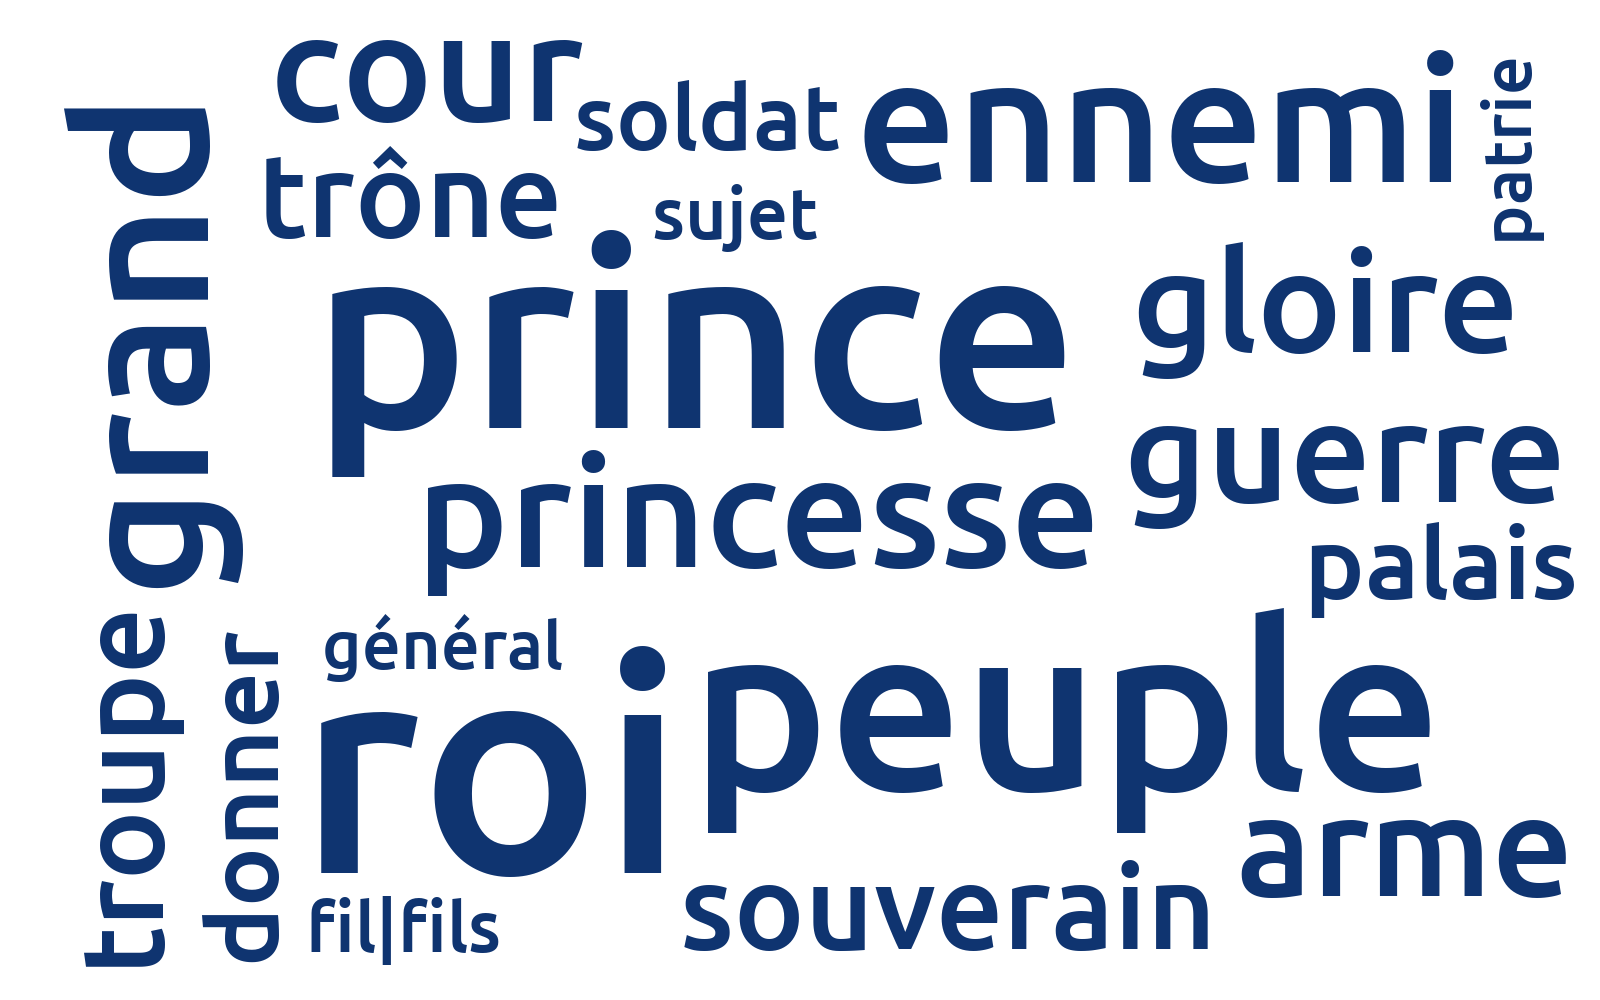 cour
soldat
ennemi
patrie
trône
sujet
grand
prince
gloire
guerre
princesse
palais
troupe
donner
général
roi
peuple
arme
fil|fils
souverain